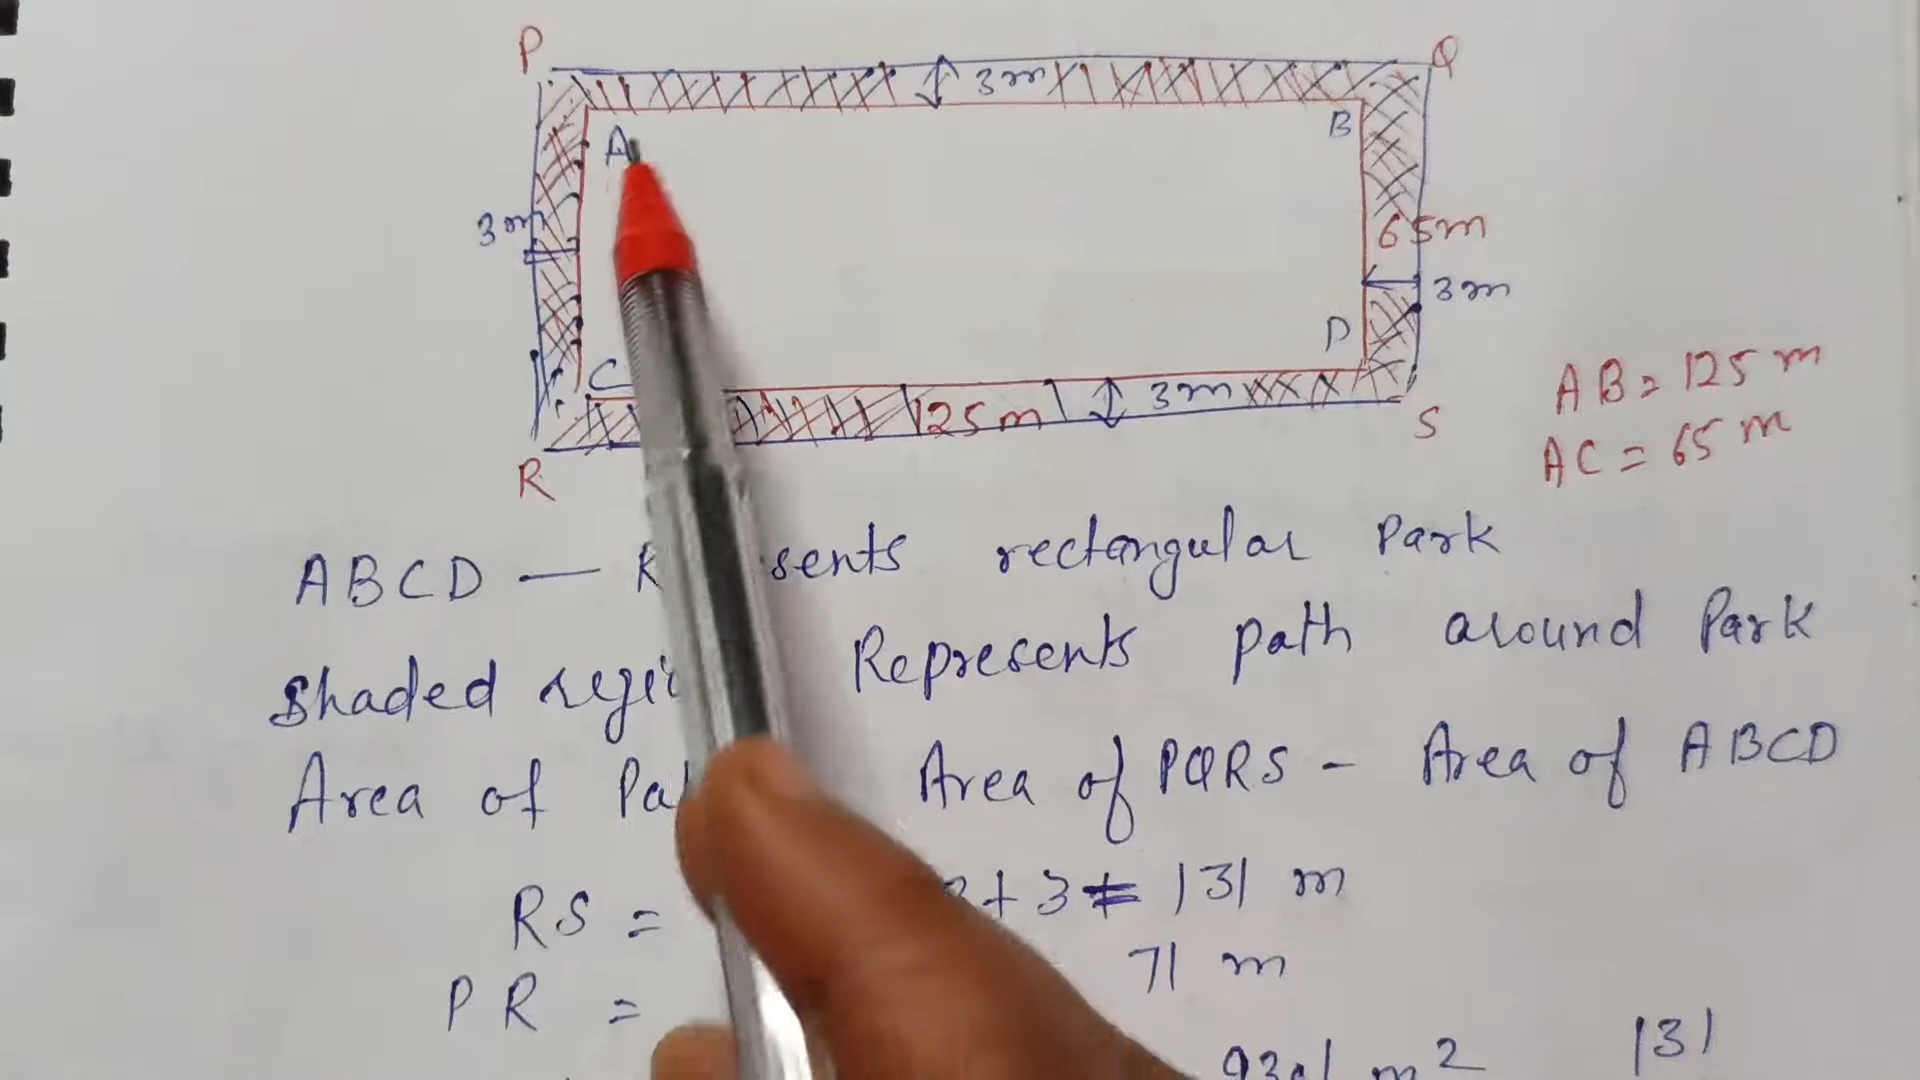 P Q
3m
A B
3m 65m
3m
C D
125m 3m
AB = 125 m
R S
AC = 65 m
ABCD — sents rectangular Park
Shaded Represents path around Park
Area of Area of PQRS - Area of ABCD
RS = + 3 = 131 m
PR = 71 m
m2 131